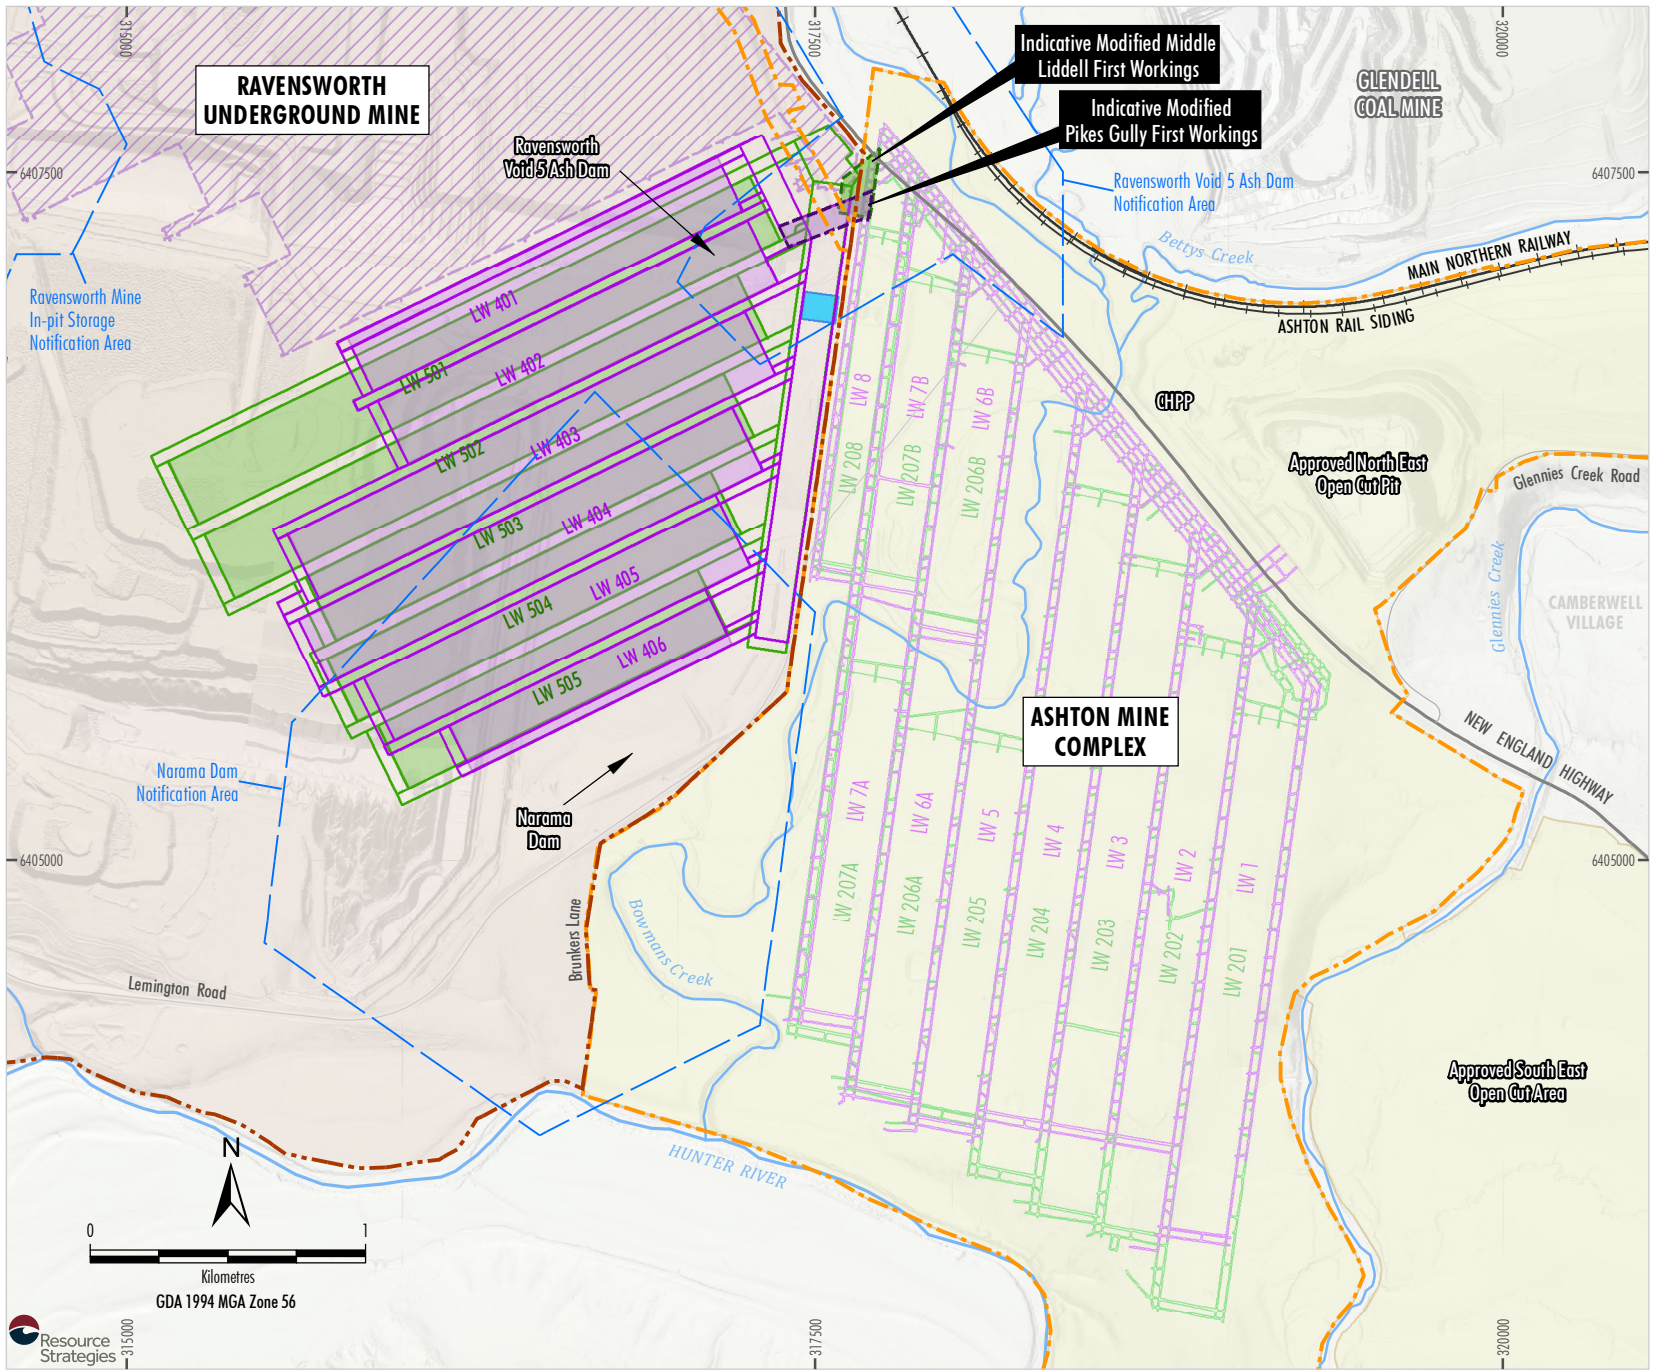 315000
317500
320000
RAVENSWORTH
UNDERGROUND MINE
Indicative Modified Middle
Liddell First Workings
Indicative Modified
Pikes Gully First Workings
GLENDELL
COAL MINE
Ravensworth
Void 5 Ash Dam
6407500
6407500
Ravensworth Void 5 Ash Dam
Notification Area
Bettys Creek
MAIN NORTHERN RAILWAY
ASHTON RAIL SIDING
Ravensworth Mine
In-pit Storage
Notification Area
LW 401
LW 501
LW 402
LW 502
LW 403
LW 503
LW 404
LW 504
LW 405
LW 505
LW 406
LW 8
LW 7B
LW 6B
LW 208
LW 207B
LW 206B
CHPP
Approved North East
Open Cut Pit
Glennies Creek Road
Glennies Creek
CAMBERWELL
VILLAGE
ASHTON MINE
COMPLEX
NEW ENGLAND HIGHWAY
Narama Dam
Notification Area
Narama
Dam
LW 7A
LW 6A
LW 5
LW 4
LW 3
LW 2
LW 1
6405000
6405000
LW 207A
LW 206A
LW 205
LW 204
LW 203
LW 202
LW 201
Brunkers Lane
Bowmans Creek
Lemington Road
Approved South East
Open Cut Area
HUNTER RIVER
N
0
1
Kilometres
GDA 1994 MGA Zone 56
Resource
Strategies
315000
317500
320000